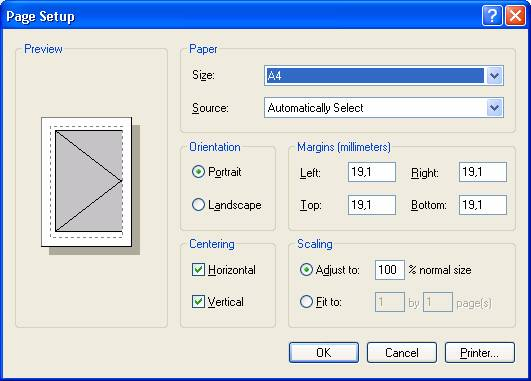 Page Setup
Preview
Paper
Size: A4
Source: Automatically Select
Orientation
Portrait
Landscape
Margins (millimeters)
Left: 19,1 Right: 19,1
Top: 19,1 Bottom: 19,1
Centering
Horizontal
Vertical
Scaling
Adjust to: 100 % normal size
Fit to: 1 by 1 page(s)
OK Cancel Printer...